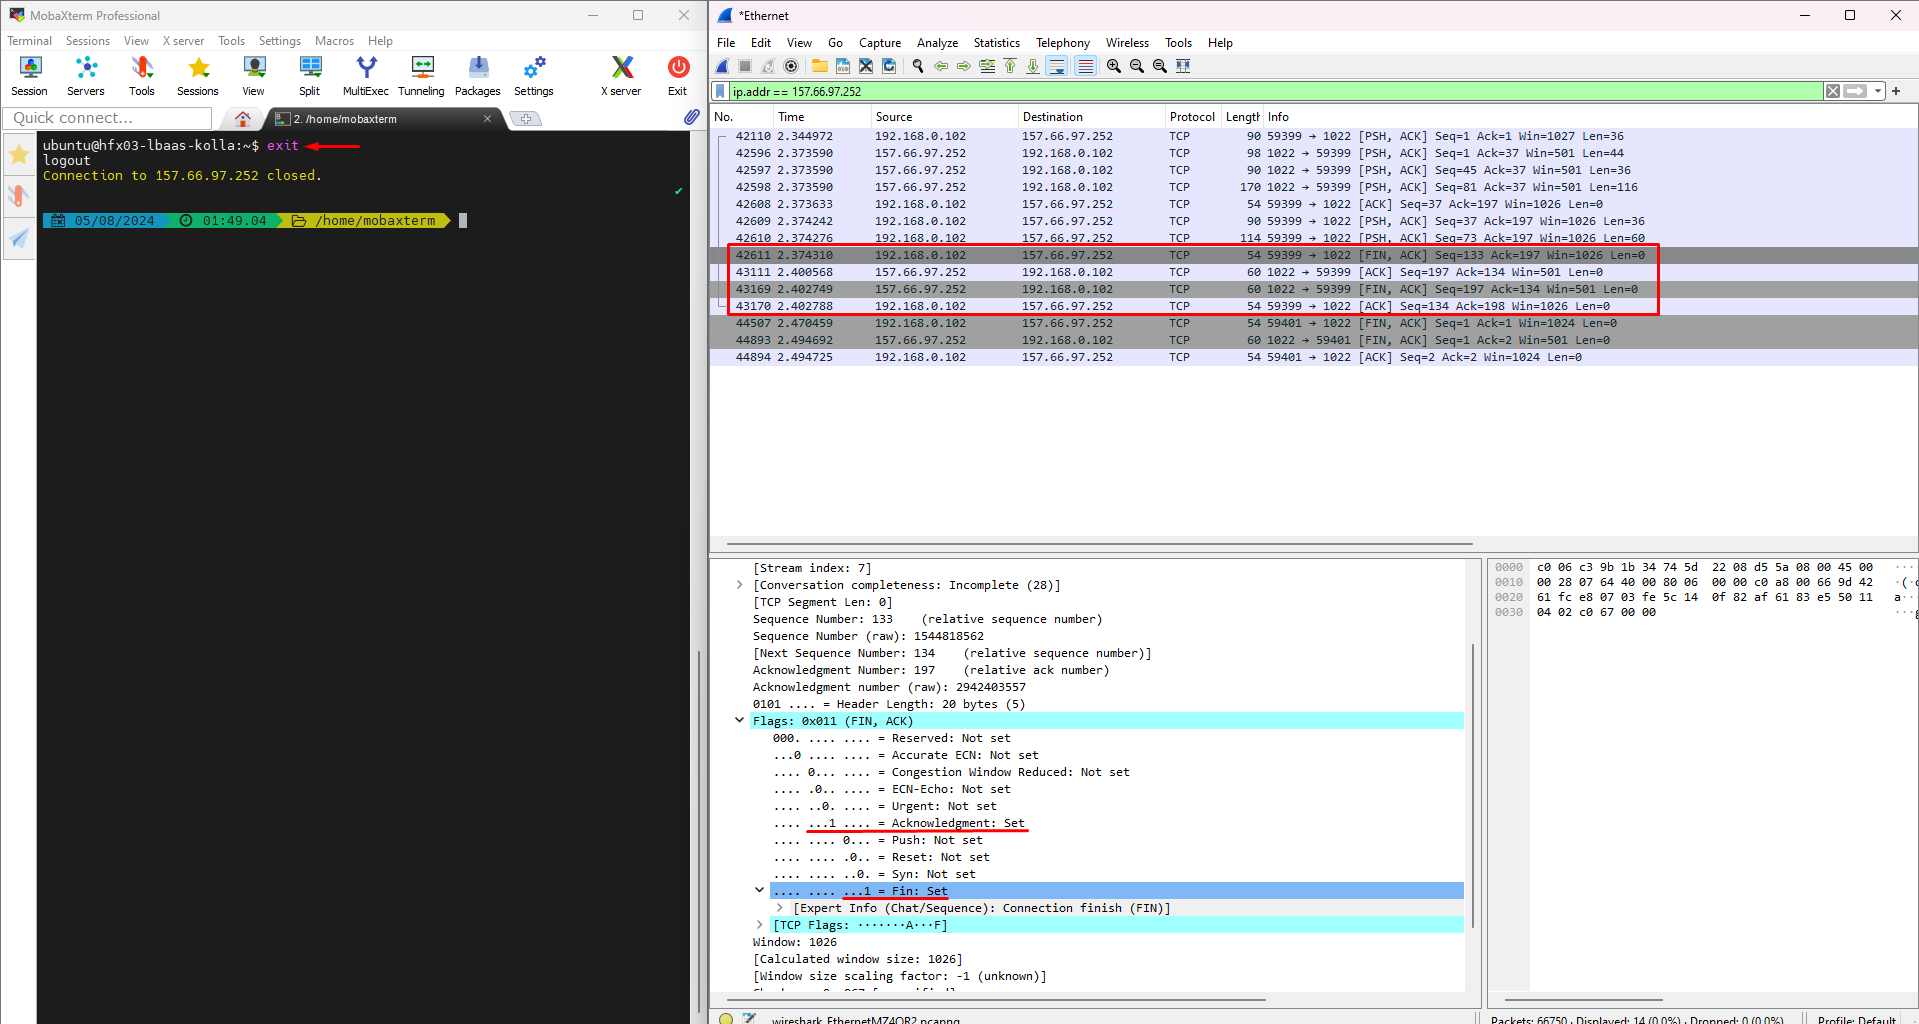 MobaXterm Professional
Terminal Sessions View X server Tools Settings Macros Help
Session Servers Tools Sessions View Split MultiExec Tunneling Packages Settings X server Exit
Quick connect...
2. /home/mobaxterm
ubuntu@hfx03-lbaas-kolla:~$ exit
logout
Connection to 157.66.97.252 closed.
05/08/2024 01:49.04 /home/mobaxterm
*Ethernet
File Edit View Go Capture Analyze Statistics Telephony Wireless Tools Help
ip.addr == 157.66.97.252
No. Time Source Destination Protocol Length Info
42110 2.344972 192.168.0.102 157.66.97.252 TCP 90 59399 → 1022 [PSH, ACK] Seq=1 Ack=1 Win=1027 Len=36
42596 2.373590 157.66.97.252 192.168.0.102 TCP 98 1022 → 59399 [PSH, ACK] Seq=1 Ack=37 Win=501 Len=44
42597 2.373590 157.66.97.252 192.168.0.102 TCP 90 1022 → 59399 [PSH, ACK] Seq=45 Ack=37 Win=501 Len=36
42598 2.373590 157.66.97.252 192.168.0.102 TCP 170 1022 → 59399 [PSH, ACK] Seq=81 Ack=37 Win=501 Len=116
42608 2.373633 192.168.0.102 157.66.97.252 TCP 54 59399 → 1022 [ACK] Seq=37 Ack=197 Win=1026 Len=0
42609 2.374242 192.168.0.102 157.66.97.252 TCP 90 59399 → 1022 [PSH, ACK] Seq=37 Ack=197 Win=1026 Len=36
42610 2.374276 192.168.0.102 157.66.97.252 TCP 114 59399 → 1022 [PSH, ACK] Seq=73 Ack=197 Win=1026 Len=60
42611 2.374310 192.168.0.102 157.66.97.252 TCP 54 59399 → 1022 [FIN, ACK] Seq=133 Ack=197 Win=1026 Len=0
43111 2.400568 157.66.97.252 192.168.0.102 TCP 60 1022 → 59399 [ACK] Seq=197 Ack=134 Win=501 Len=0
43169 2.402749 157.66.97.252 192.168.0.102 TCP 60 1022 → 59399 [FIN, ACK] Seq=197 Ack=134 Win=501 Len=0
43170 2.402788 192.168.0.102 157.66.97.252 TCP 54 59399 → 1022 [ACK] Seq=134 Ack=198 Win=1026 Len=0
44507 2.470459 192.168.0.102 157.66.97.252 TCP 54 59401 → 1022 [FIN, ACK] Seq=1 Ack=1 Win=1024 Len=0
44893 2.494692 157.66.97.252 192.168.0.102 TCP 60 1022 → 59401 [FIN, ACK] Seq=1 Ack=2 Win=501 Len=0
44894 2.494725 192.168.0.102 157.66.97.252 TCP 54 59401 → 1022 [ACK] Seq=2 Ack=2 Win=1024 Len=0
[Stream index: 7]
[Conversation completeness: Incomplete (28)]
[TCP Segment Len: 0]
Sequence Number: 133 (relative sequence number)
Sequence Number (raw): 1544818562
[Next Sequence Number: 134 (relative sequence number)]
Acknowledgment Number: 197 (relative ack number)
Acknowledgment number (raw): 2942403557
0101 .... = Header Length: 20 bytes (5)
Flags: 0x011 (FIN, ACK)
000. .... .... = Reserved: Not set
...0 .... .... = Accurate ECN: Not set
.... 0... .... = Congestion Window Reduced: Not set
.... .0.. .... = ECN-Echo: Not set
.... ..0. .... = Urgent: Not set
.... ...1 .... = Acknowledgment: Set
.... .... 0... = Push: Not set
.... .... .0.. = Reset: Not set
.... .... ..0. = Syn: Not set
.... .... ...1 = Fin: Set
[Expert Info (Chat/Sequence): Connection finish (FIN)]
[TCP Flags: ·······A···F]
Window: 1026
[Calculated window size: 1026]
[Window size scaling factor: -1 (unknown)]
0000 c0 06 c3 9b 1b 34 74 5d 22 08 d5 5a 08 00 45 00 ····
0010 00 28 07 64 40 00 80 06 00 00 c0 a8 00 66 9d 42 ·(·
0020 61 fc e8 07 03 fe 5c 14 0f 82 af 61 83 e5 50 11 a··
0030 04 02 c0 67 00 00 ···g
wireshark_EthernetMZ4QR2.pcapng
Packets: 66750 · Displayed: 14 (0.0%) · Dropped: 0 (0.0%) Profile: Default